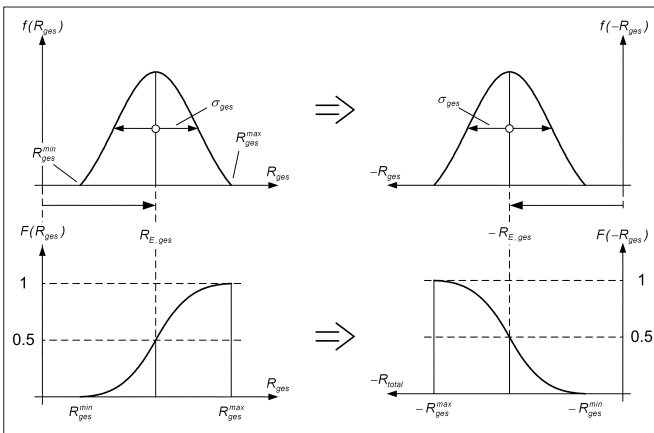 f(R_ges)
σ_ges
R_ges^min
R_ges^max
R_ges
f(−R_ges)
σ_ges
−R_ges
F(R_ges)
R_E,ges
1
0.5
R_ges
R_ges^min
R_ges^max
−R_E,ges
F(−R_ges)
1
0.5
−R_total
−R_ges^max
−R_ges^min